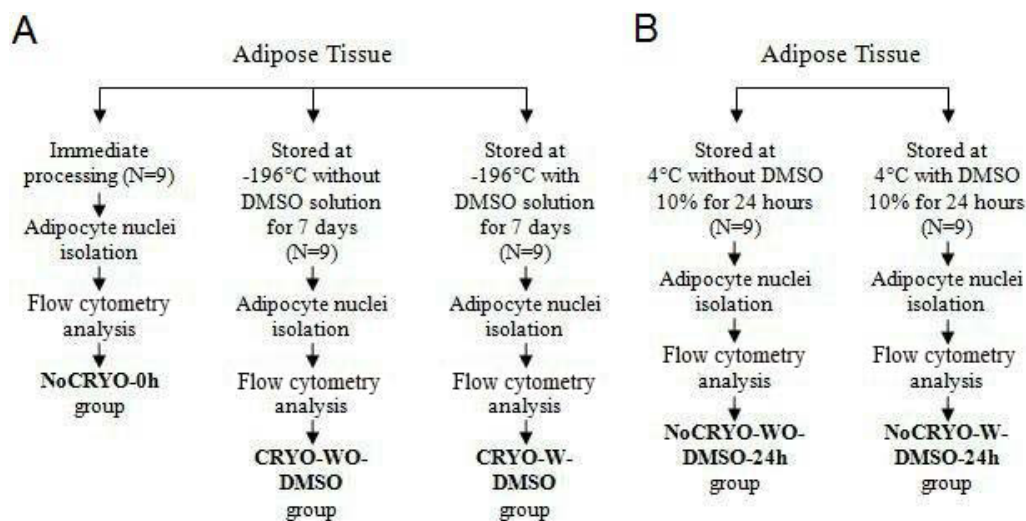 A
Adipose Tissue
Immediate
processing (N=9)
Adipocyte nuclei
isolation
Flow cytometry
analysis
NoCRYO-0h
group
Stored at
-196°C without
DMSO solution
for 7 days
(N=9)
Adipocyte nuclei
isolation
Flow cytometry
analysis
CRYO-WO-
DMSO
group
Stored at
-196°C with
DMSO solution
for 7 days
(N=9)
Adipocyte nuclei
isolation
Flow cytometry
analysis
CRYO-W-
DMSO
group
B
Adipose Tissue
Stored at
4°C without DMSO
10% for 24 hours
(N=9)
Adipocyte nuclei
isolation
Flow cytometry
analysis
NoCRYO-WO-
DMSO-24h
group
Stored at
4°C with DMSO
10% for 24 hours
(N=9)
Adipocyte nuclei
isolation
Flow cytometry
analysis
NoCRYO-W-
DMSO-24h
group